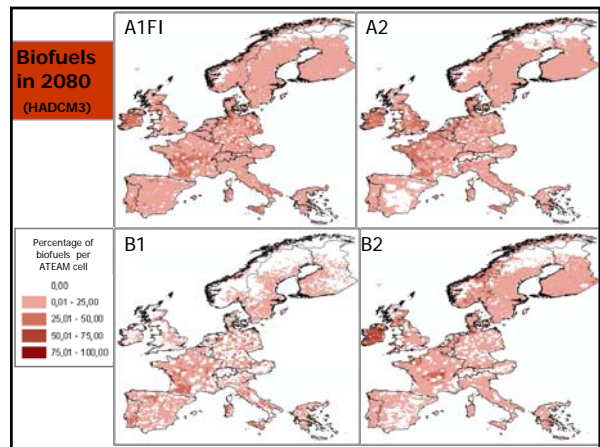 Biofuels
in 2080
(HADCM3)
A1FI
A2
Percentage of
biofuels per
ATEAM cell
0,00
0,01 - 25,00
25,01 - 50,00
50,01 - 75,00
75,01 - 100,00
B1
B2